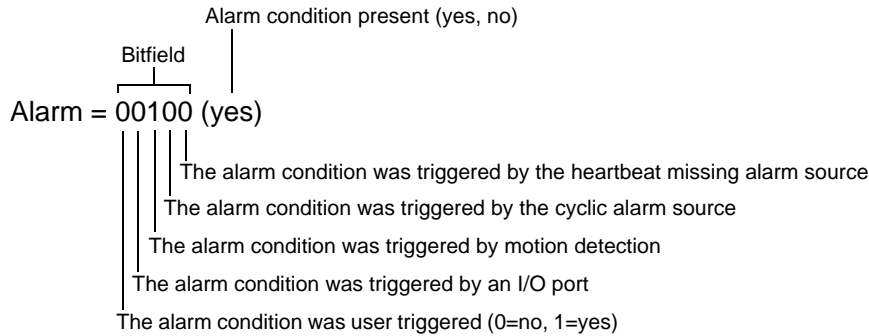 Alarm condition present (yes, no)
Bitfield
Alarm = 00100 (yes)
The alarm condition was triggered by the heartbeat missing alarm source
The alarm condition was triggered by the cyclic alarm source
The alarm condition was triggered by motion detection
The alarm condition was triggered by an I/O port
The alarm condition was user triggered (0=no, 1=yes)